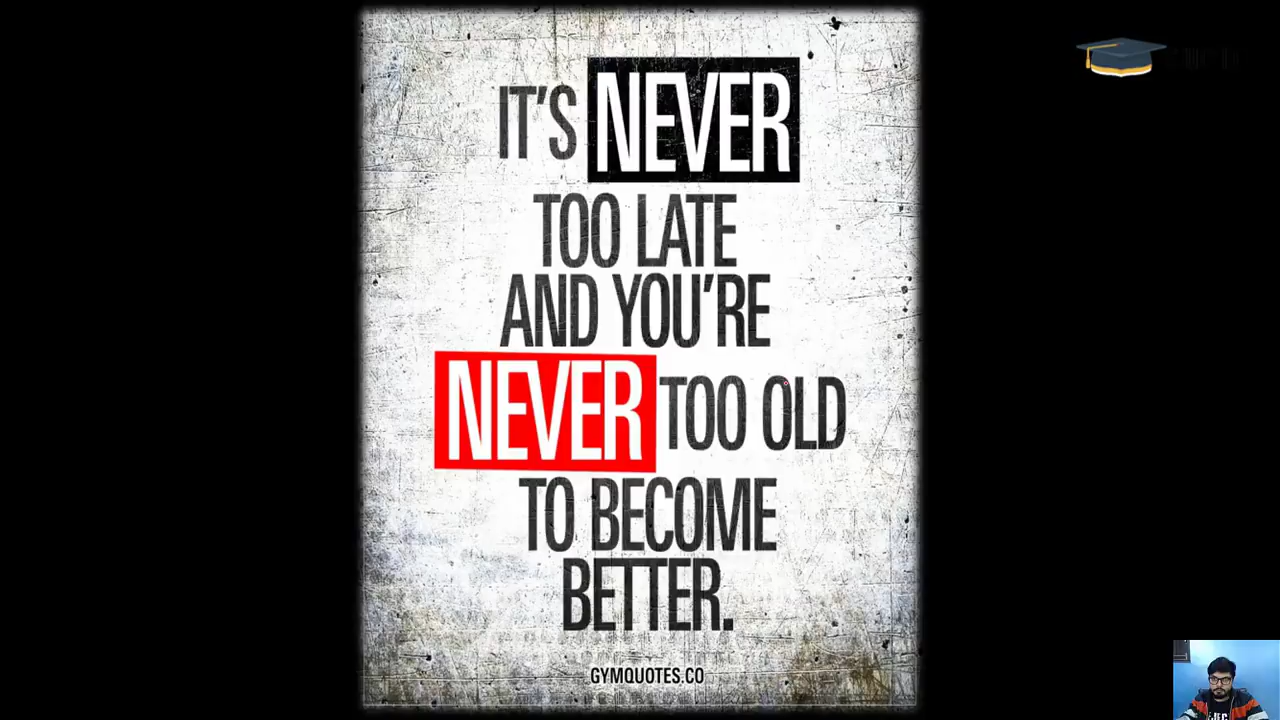 IT'S NEVER
TOO LATE
AND YOU'RE
NEVER TOO OLD
TO BECOME
BETTER.
GYMQUOTES.CO